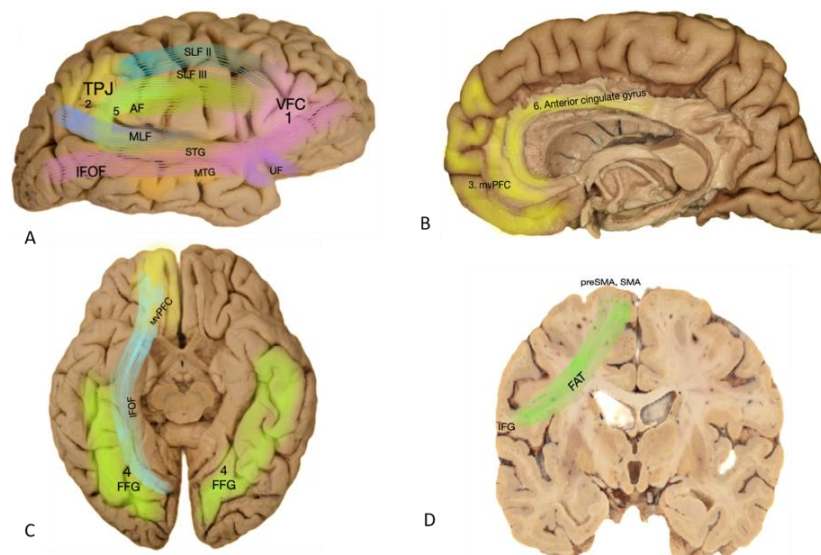 SLF II
SLF III
TPJ
2
5
AF
VFC
1
MLF
STG
IFOF
MTG
UF
A
6. Anterior cingulate gyrus
3. mvPFC
B
MvPFC
IFOF
4
FFG
4
FFG
C
preSMA, SMA
FAT
IFG
D